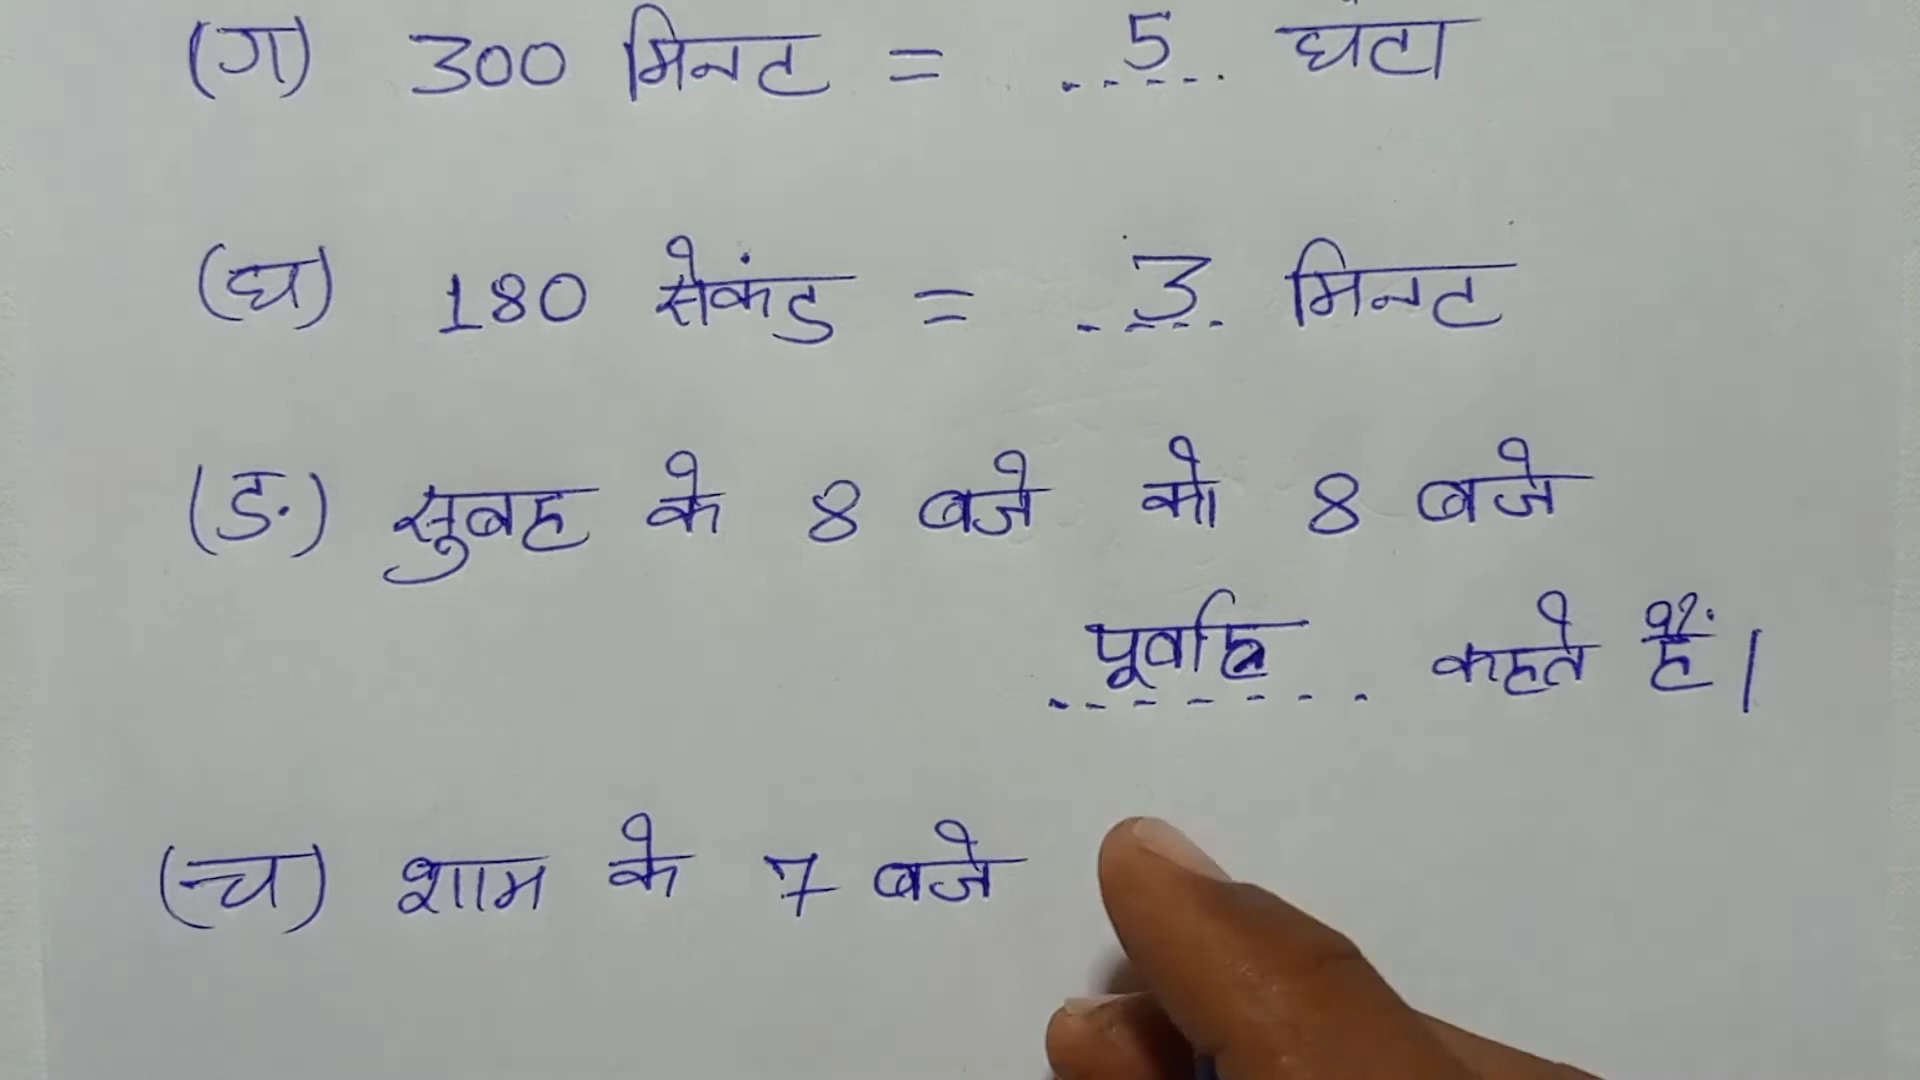 (ग) 300 मिनट = ..5.. घंटा
(घ) 180 सेकंड = ..3.. मिनट
(ङ) सुबह के 8 बजे को 8 बजे
पूर्वाह्न कहते हैं।
(च) शाम के 7 बजे